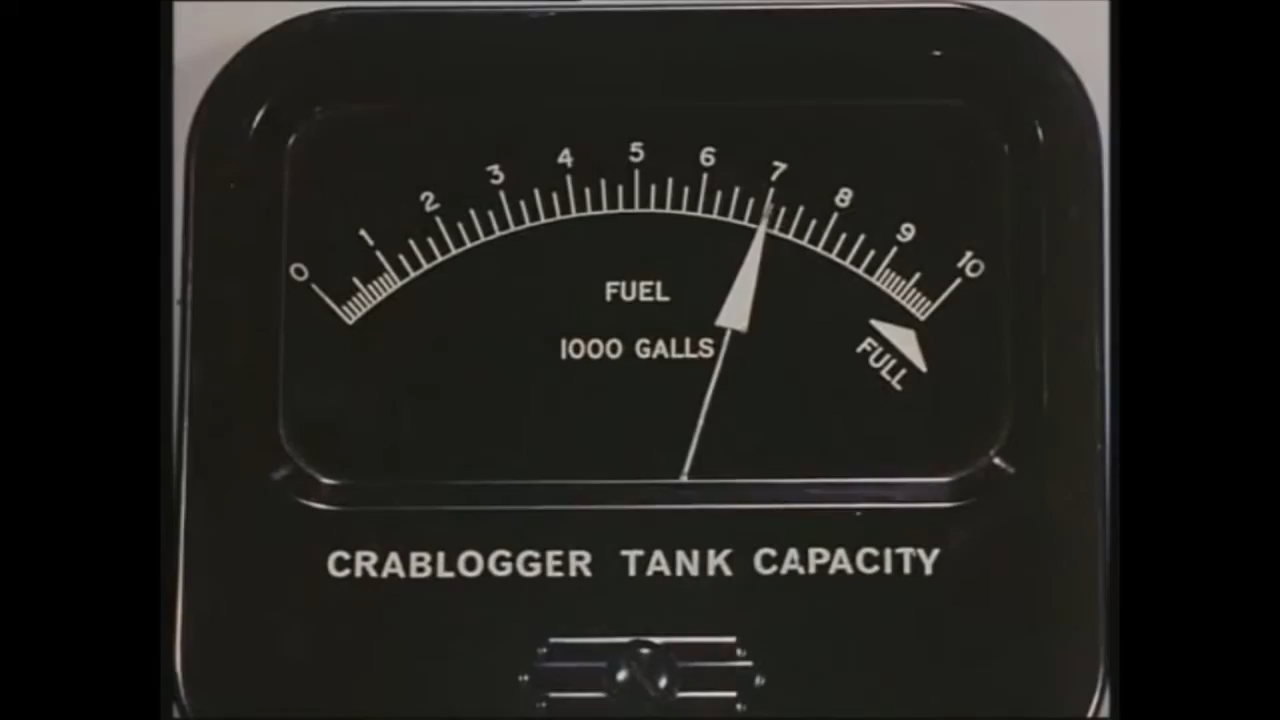 0 1 2 3 4 5 6 7 8 9 10
FUEL
1000 GALLS
FULL
CRABLOGGER TANK CAPACITY